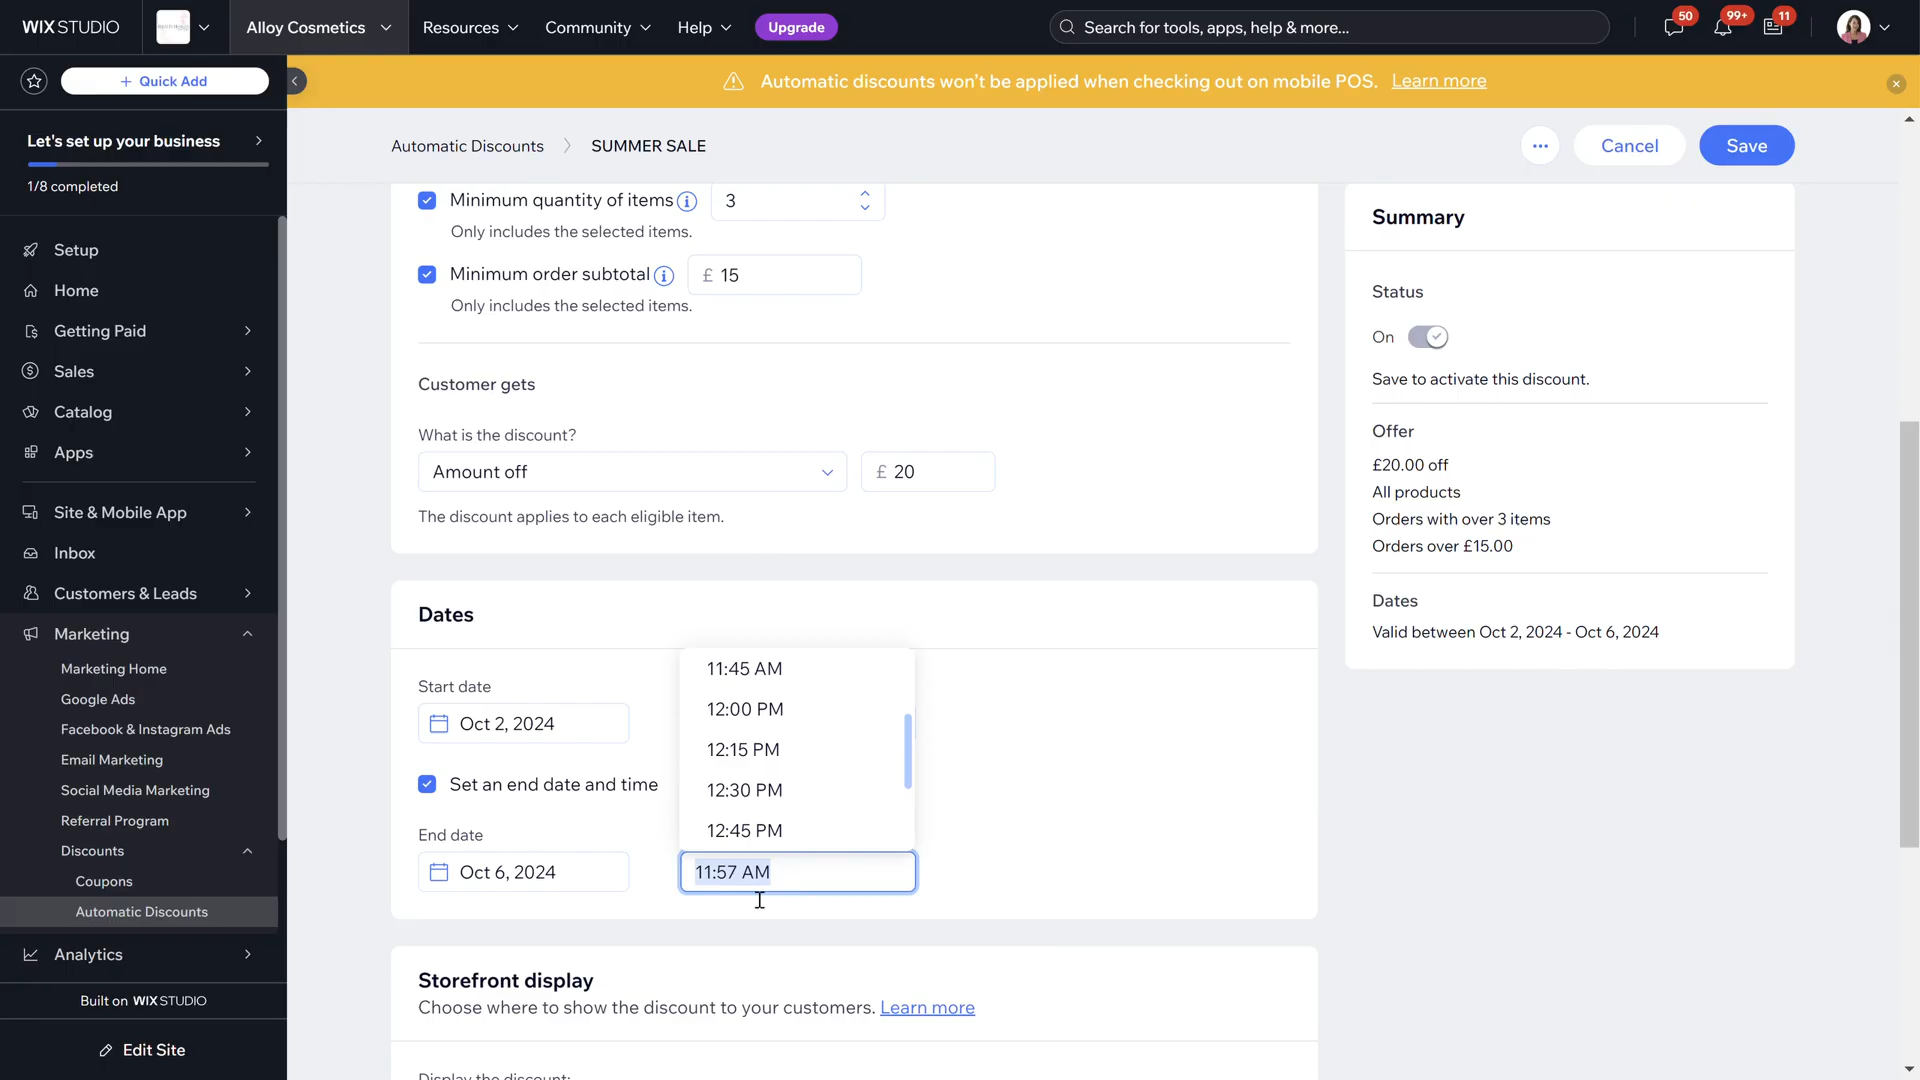 WIX STUDIO
Alloy Cosmetics
Resources
Community
Help
Upgrade
Search for tools, apps, help & more...
50
99+
11
Quick Add
Automatic discounts won't be applied when checking out on mobile POS. Learn more
Let's set up your business
1/8 completed
Setup
Home
Getting Paid
Sales
Catalog
Apps
Site & Mobile App
Inbox
Customers & Leads
Marketing
Marketing Home
Google Ads
Facebook & Instagram Ads
Email Marketing
Social Media Marketing
Referral Program
Discounts
Coupons
Automatic Discounts
Analytics
Built on WIX STUDIO
Edit Site
Automatic Discounts
SUMMER SALE
Cancel
Save
Minimum quantity of items
3
Only includes the selected items.
Minimum order subtotal
£ 15
Only includes the selected items.
Customer gets
What is the discount?
Amount off
£ 20
The discount applies to each eligible item.
Dates
Start date
Oct 2, 2024
Set an end date and time
End date
Oct 6, 2024
11:45 AM
12:00 PM
12:15 PM
12:30 PM
12:45 PM
11:57 AM
Storefront display
Choose where to show the discount to your customers. Learn more
Display the discount:
Summary
Status
On
Save to activate this discount.
Offer
£20.00 off
All products
Orders with over 3 items
Orders over £15.00
Dates
Valid between Oct 2, 2024 - Oct 6, 2024